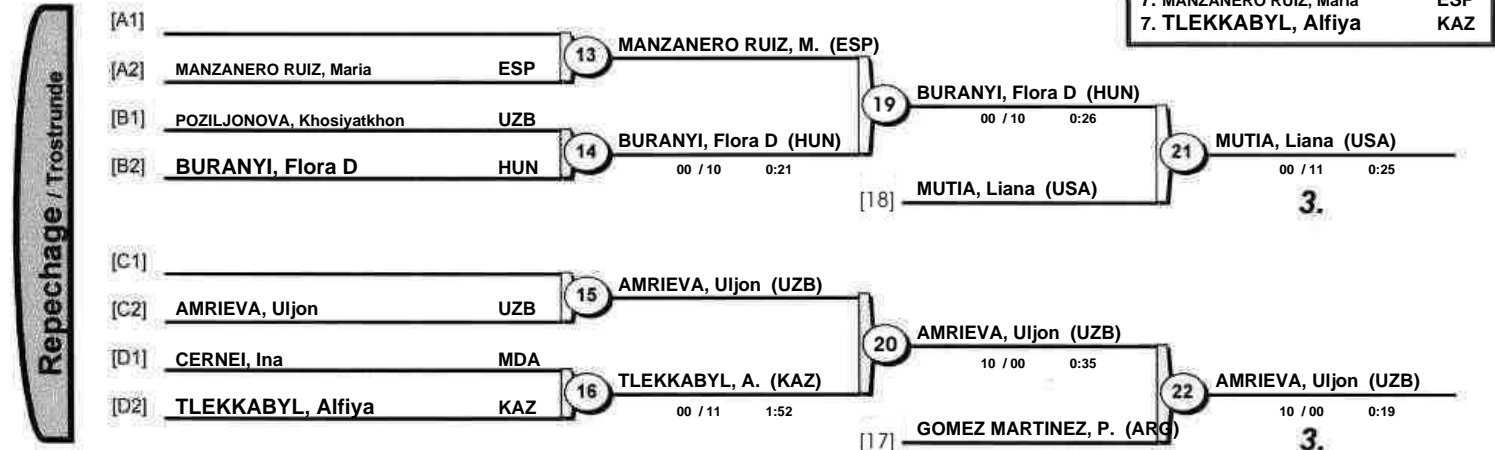 7. MANZANERO RUIZ, Maria ESP
7. TLEKKABYL, Alfiya KAZ
Repechage / Trostrunde
[A1]
13 MANZANERO RUIZ, M. (ESP)
[A2] MANZANERO RUIZ, Maria ESP
19 BURANYI, Flora D (HUN)
00 / 10 0:26
[B1] POZILJONOVA, Khosiyatkhon UZB
14 BURANYI, Flora D (HUN)
00 / 10 0:21
21 MUTIA, Liana (USA)
00 / 11 0:25
3.
[B2] BURANYI, Flora D HUN
[18] MUTIA, Liana (USA)
[C1]
15 AMRIEVA, Uljon (UZB)
[C2] AMRIEVA, Uljon UZB
20 AMRIEVA, Uljon (UZB)
10 / 00 0:35
[D1] CERNEI, Ina MDA
16 TLEKKABYL, A. (KAZ)
00 / 11 1:52
22 AMRIEVA, Uljon (UZB)
10 / 00 0:19
3.
[D2] TLEKKABYL, Alfiya KAZ
[17] GOMEZ MARTINEZ, P. (ARG)